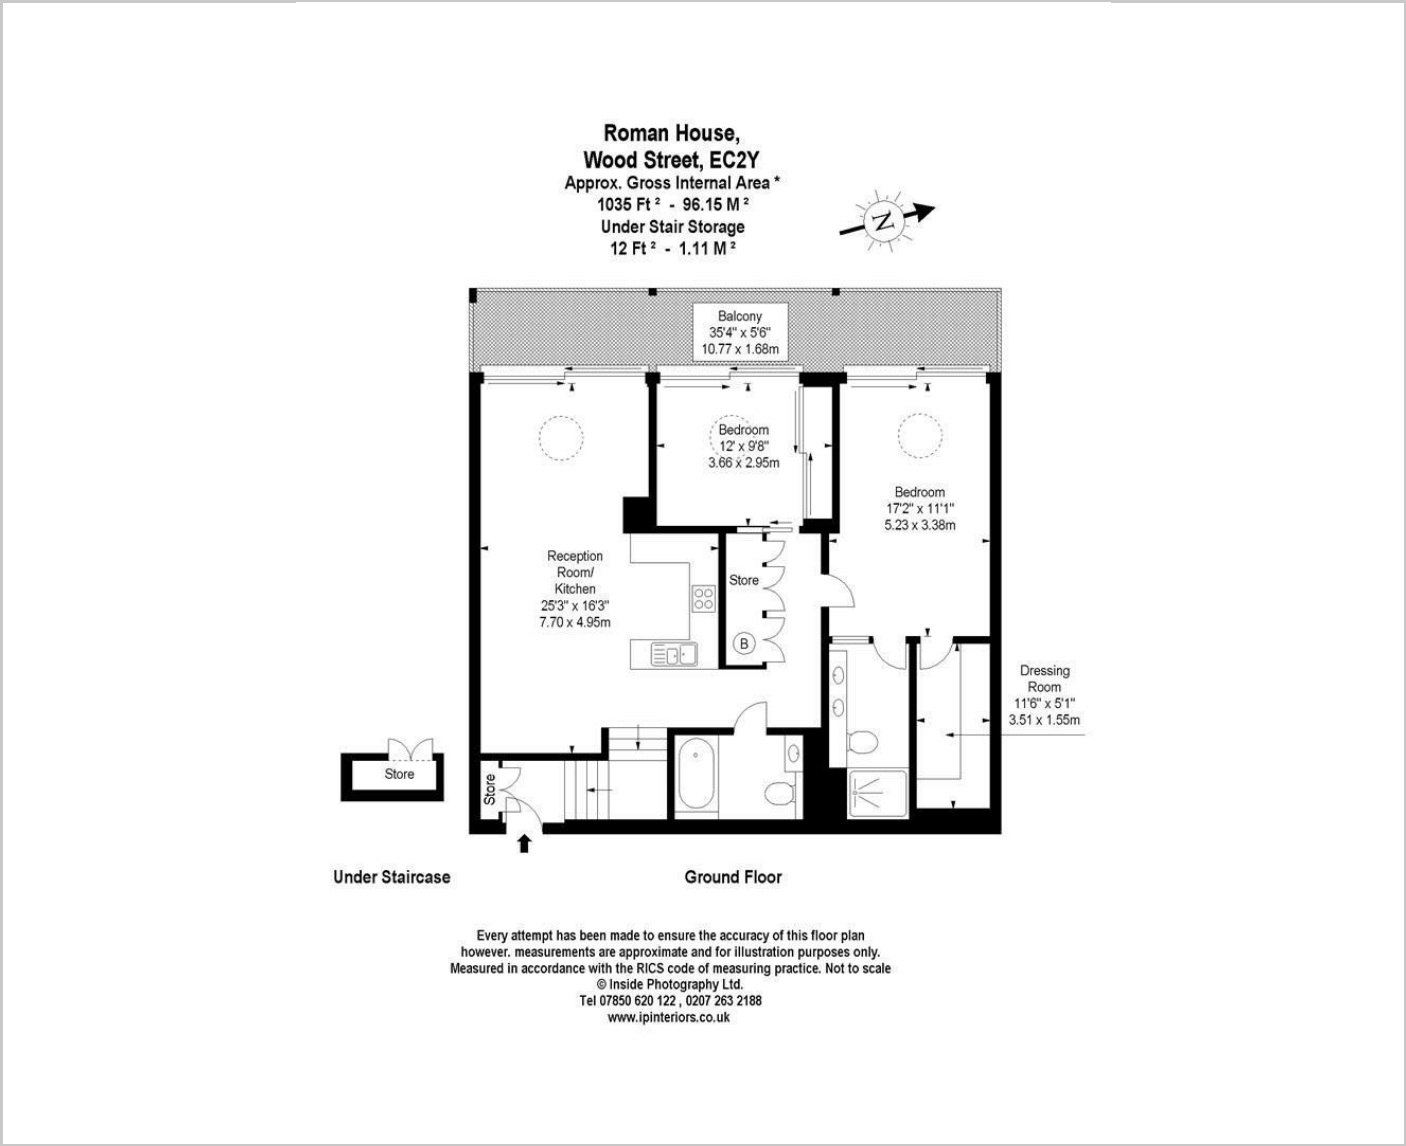 Roman House,
Wood Street, EC2Y
Approx. Gross Internal Area *
1035 Ft ² - 96.15 M ²
Under Stair Storage
12 Ft ² - 1.11 M ²
N
Balcony
35'4" x 5'6"
10.77 x 1.68m
Bedroom
12' x 9'8"
3.66 x 2.95m
Bedroom
17'2" x 11'1"
5.23 x 3.38m
Reception
Room/
Kitchen
25'3" x 16'3"
7.70 x 4.95m
Store
B
Dressing
Room
11'6" x 5'1"
3.51 x 1.55m
Store
Store
Under Staircase
Ground Floor
Every attempt has been made to ensure the accuracy of this floor plan
however. measurements are approximate and for illustration purposes only.
Measured in accordance with the RICS code of measuring practice. Not to scale
© Inside Photography Ltd.
Tel 07850 620 122 , 0207 263 2188
www.ipinteriors.co.uk